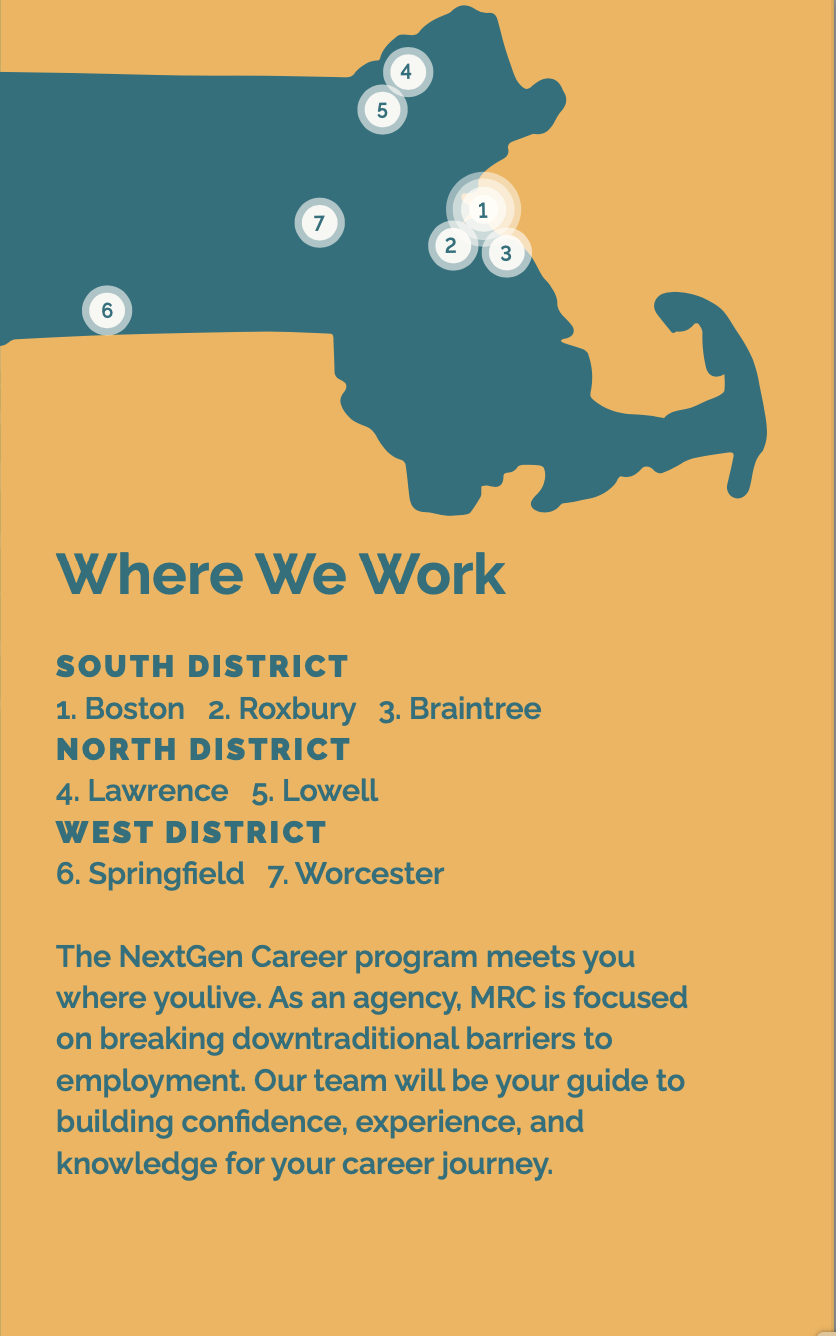 4
5
1
7
2
3
6
Where We Work
SOUTH DISTRICT
1. Boston 2. Roxbury 3. Braintree
NORTH DISTRICT
4. Lawrence 5. Lowell
WEST DISTRICT
6. Springfield 7. Worcester
The NextGen Career program meets you
where youlive. As an agency, MRC is focused
on breaking downtraditional barriers to
employment. Our team will be your guide to
building confidence, experience, and
knowledge for your career journey.